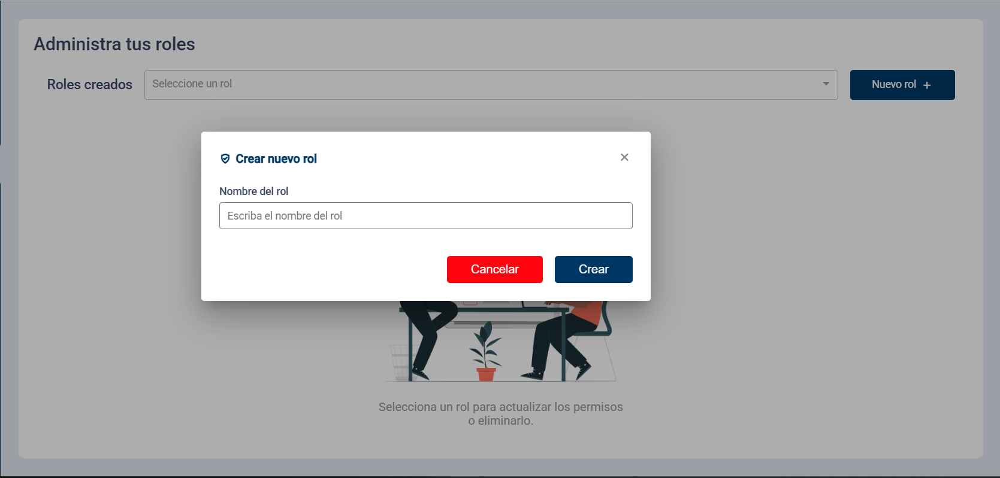 Administra tus roles
Roles creados
Seleccione un rol
Nuevo rol +
Crear nuevo rol
Nombre del rol
Escriba el nombre del rol
Cancelar
Crear
Selecciona un rol para actualizar los permisos
o eliminarlo.